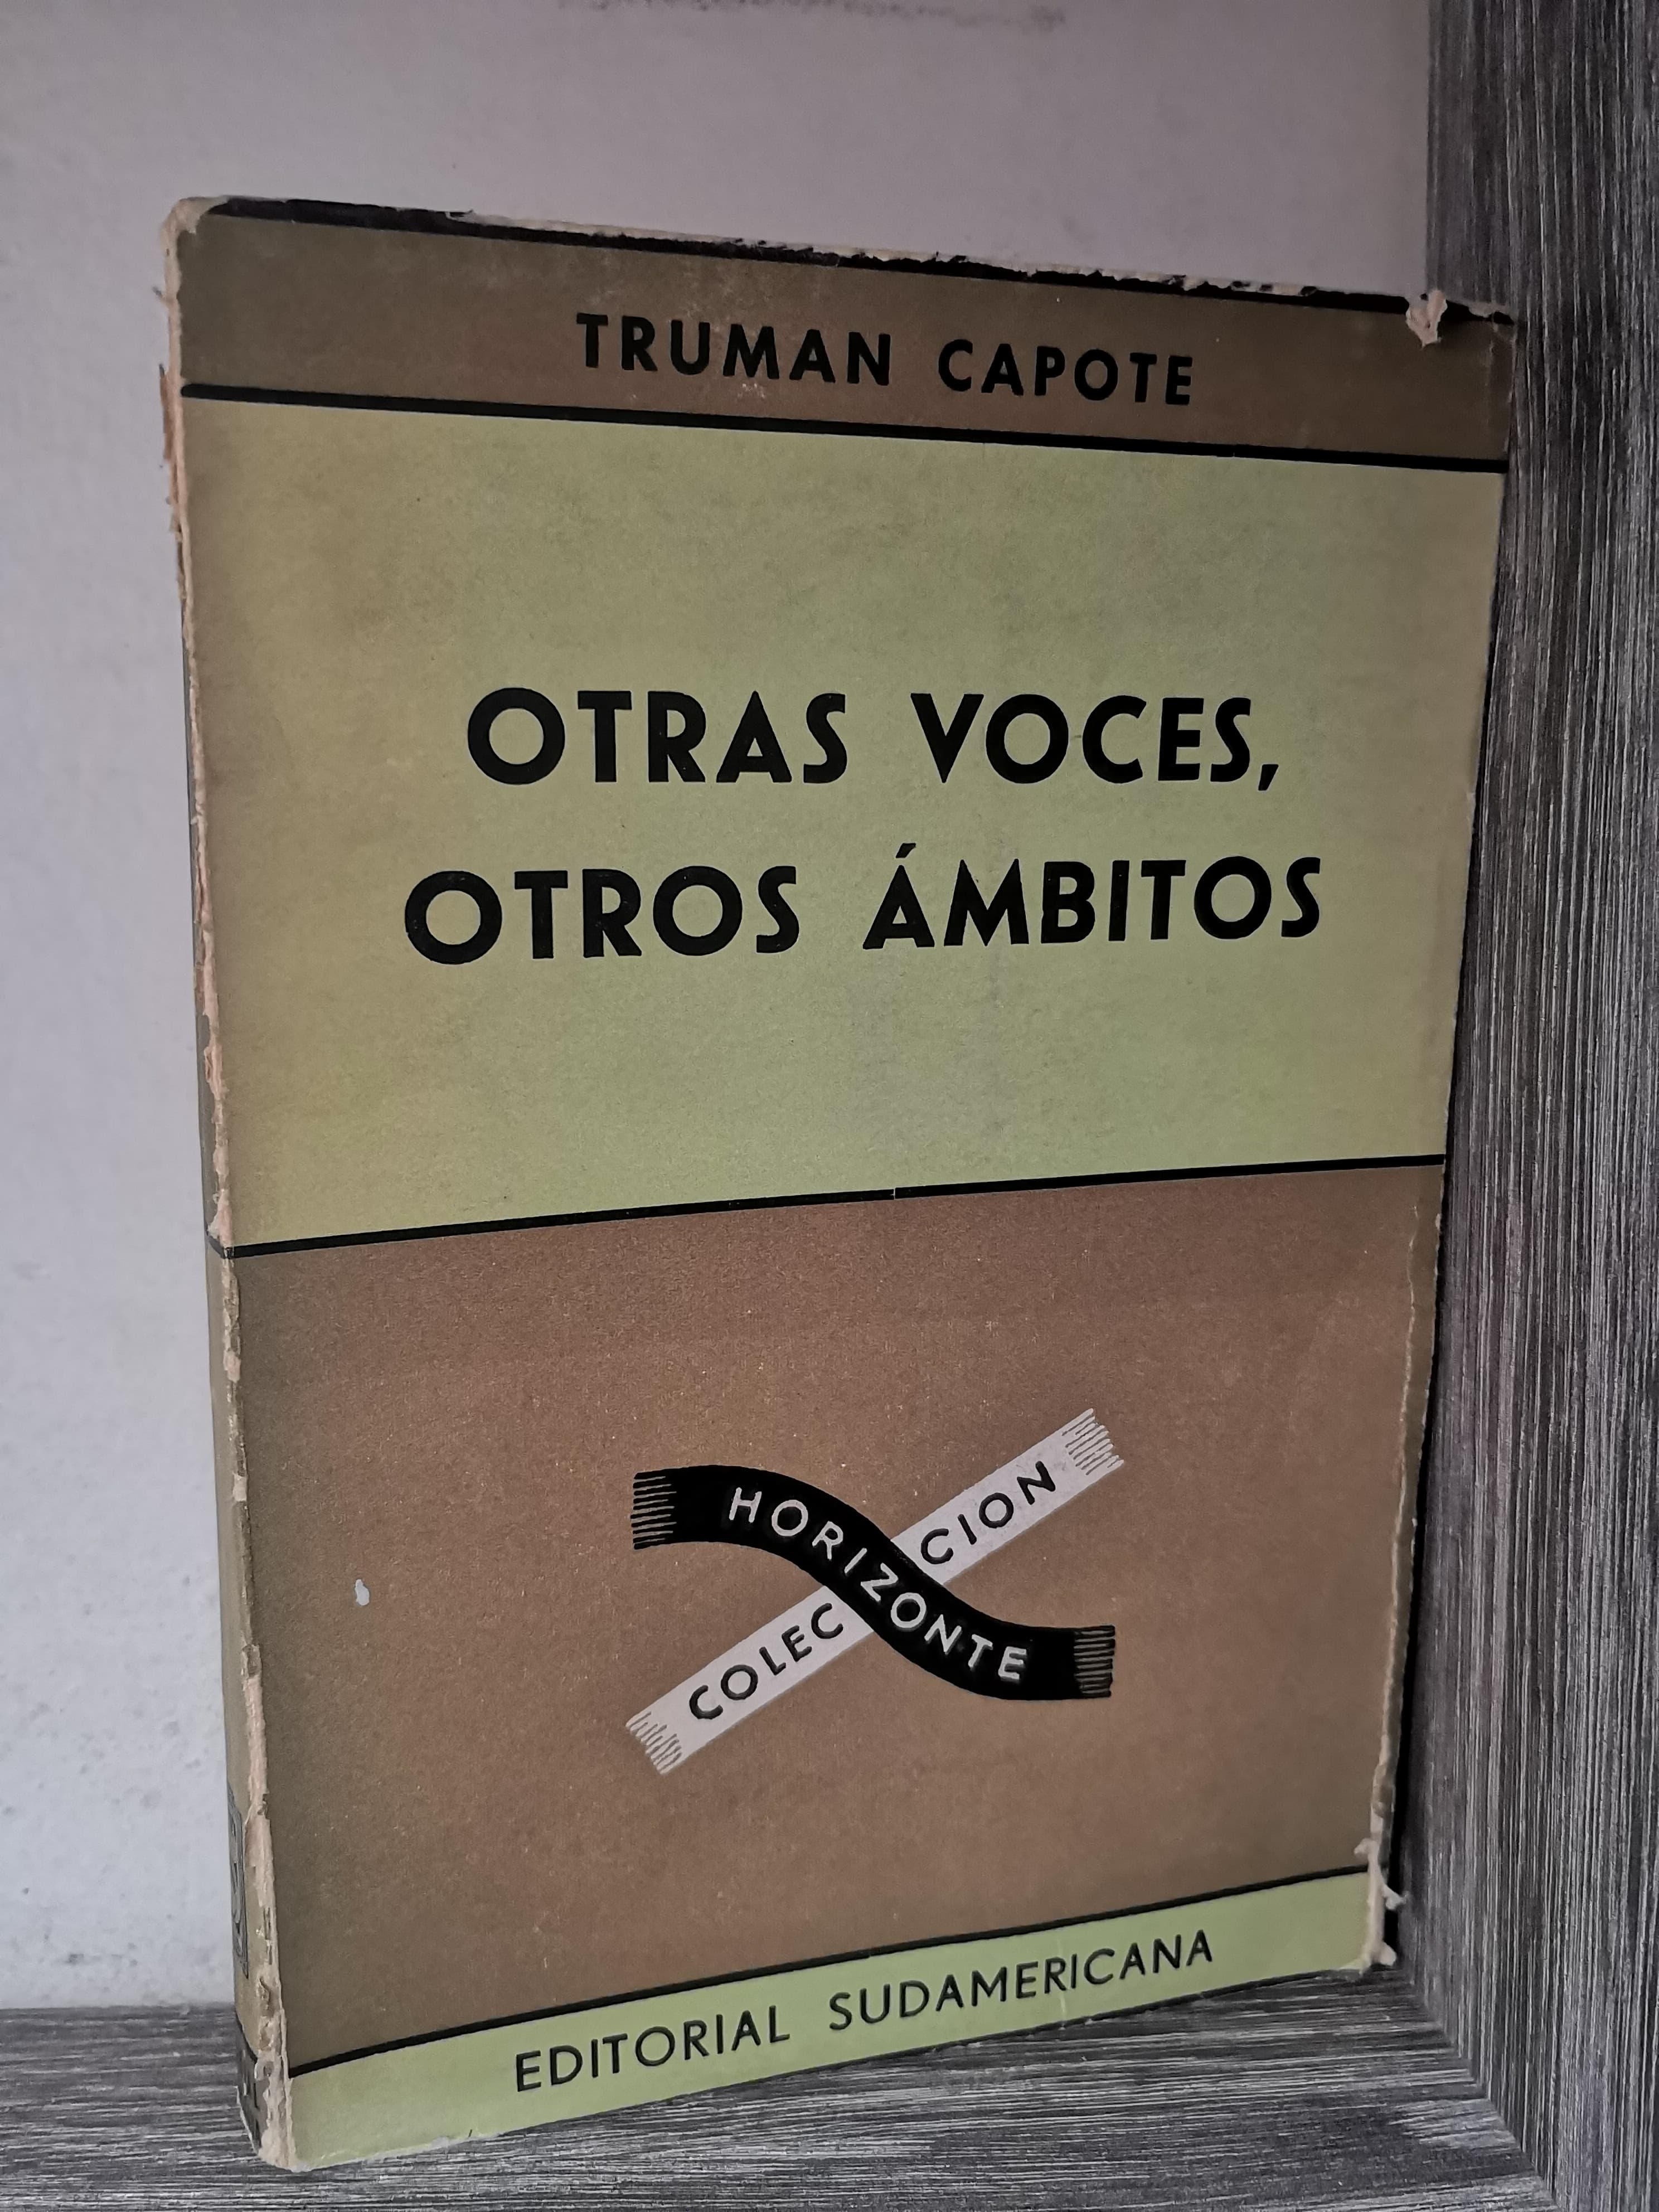 TRUMAN CAPOTE
OTRAS VOCES,
OTROS ÁMBITOS
HORIZONTE
COLECCION
EDITORIAL SUDAMERICANA